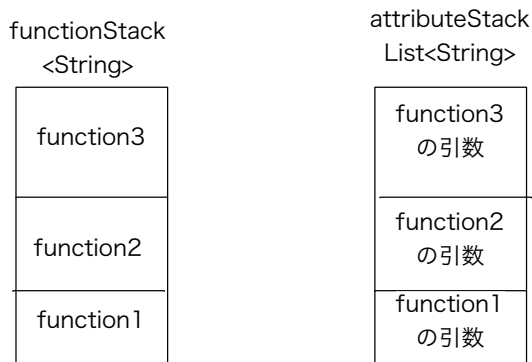 functionStack
<String>
function3
function2
function1
attributeStack
List<String>
function3
の引数
function2
の引数
function1
の引数